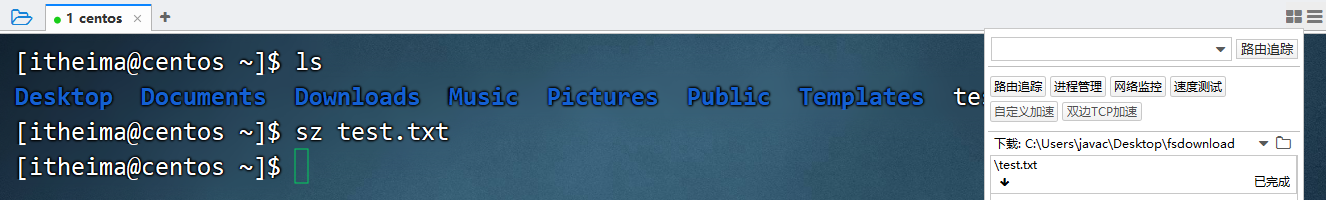 1 centos
[itheima@centos ~]$ ls
Desktop Documents Downloads Music Pictures Public Templates
[itheima@centos ~]$ sz test.txt
[itheima@centos ~]$
路由追踪
路由追踪 进程管理 网络监控 速度测试
自定义加速 双边TCP加速
下载: C:\Users\javac\Desktop\fsdownload
\test.txt
已完成